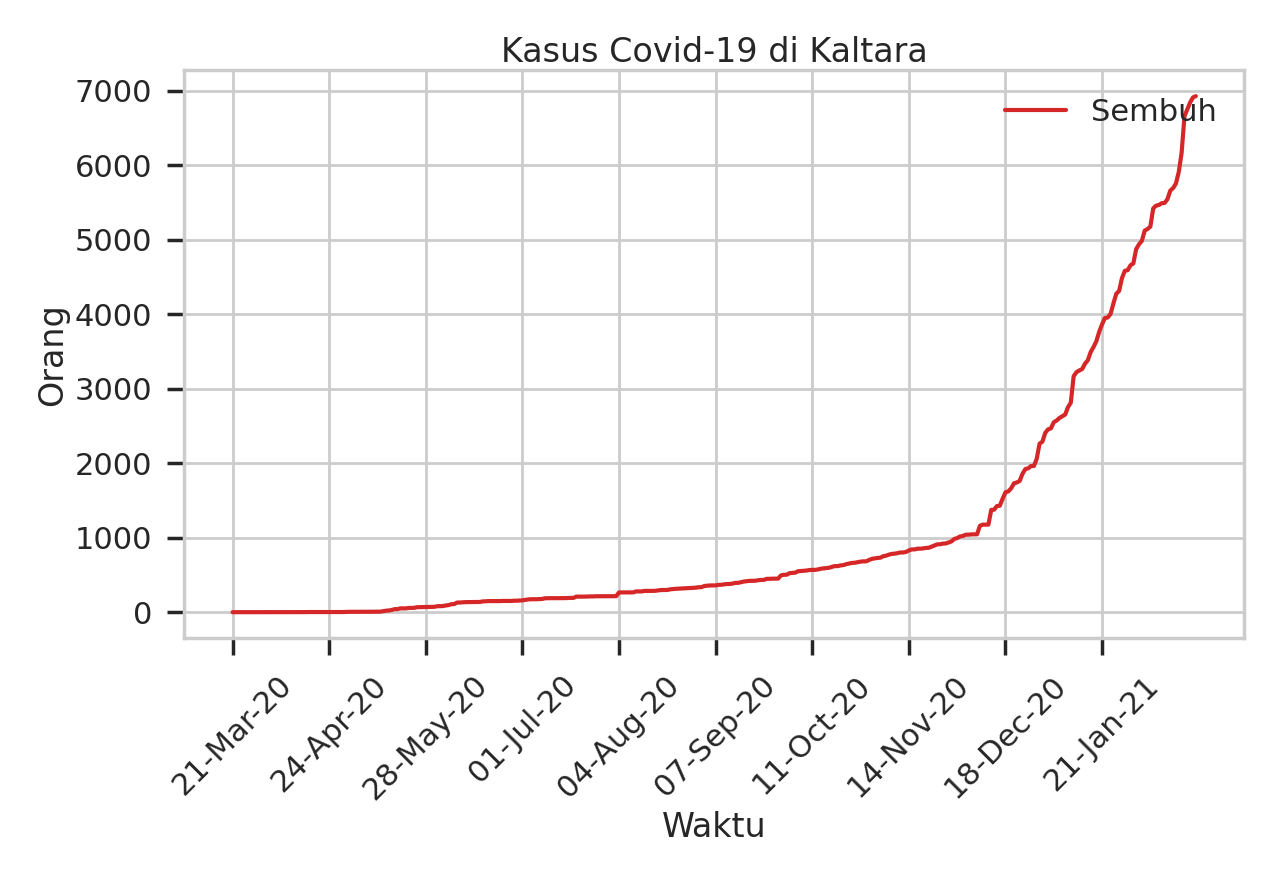 Kasus Covid-19 di Kaltara
7000
6000
5000
4000
3000
2000
1000
0
Orang
Sembuh
21-Mar-20
24-Apr-20
28-May-20
01-Jul-20
04-Aug-20
07-Sep-20
11-Oct-20
14-Nov-20
18-Dec-20
21-Jan-21
Waktu